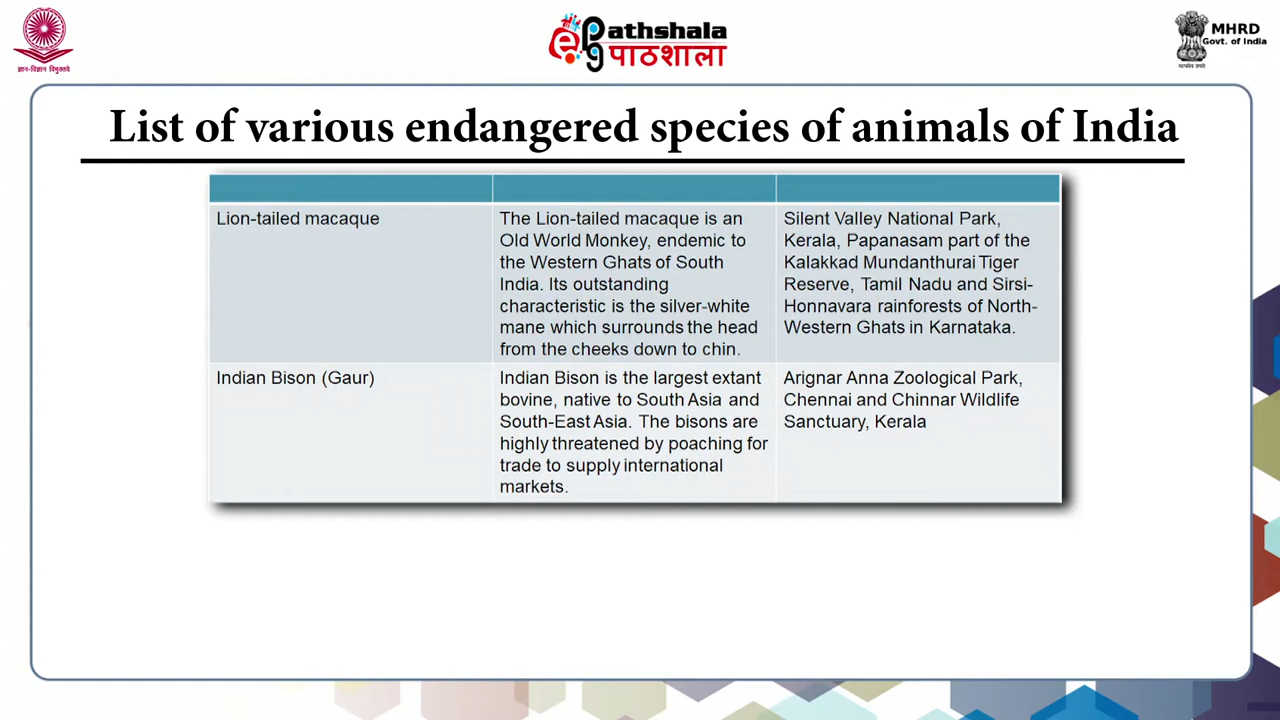 ज्ञान-विज्ञान विमुक्तये
ePathshala
पाठशाला
MHRD
Govt. of India
सत्यमेव जयते
List of various endangered species of animals of India
Lion-tailed macaque
The Lion-tailed macaque is an
Old World Monkey, endemic to
the Western Ghats of South
India. Its outstanding
characteristic is the silver-white
mane which surrounds the head
from the cheeks down to chin.
Silent Valley National Park,
Kerala, Papanasam part of the
Kalakkad Mundanthurai Tiger
Reserve, Tamil Nadu and Sirsi-
Honnavara rainforests of North-
Western Ghats in Karnataka.
Indian Bison (Gaur)
Indian Bison is the largest extant
bovine, native to South Asia and
South-East Asia. The bisons are
highly threatened by poaching for
trade to supply international
markets.
Arignar Anna Zoological Park,
Chennai and Chinnar Wildlife
Sanctuary, Kerala